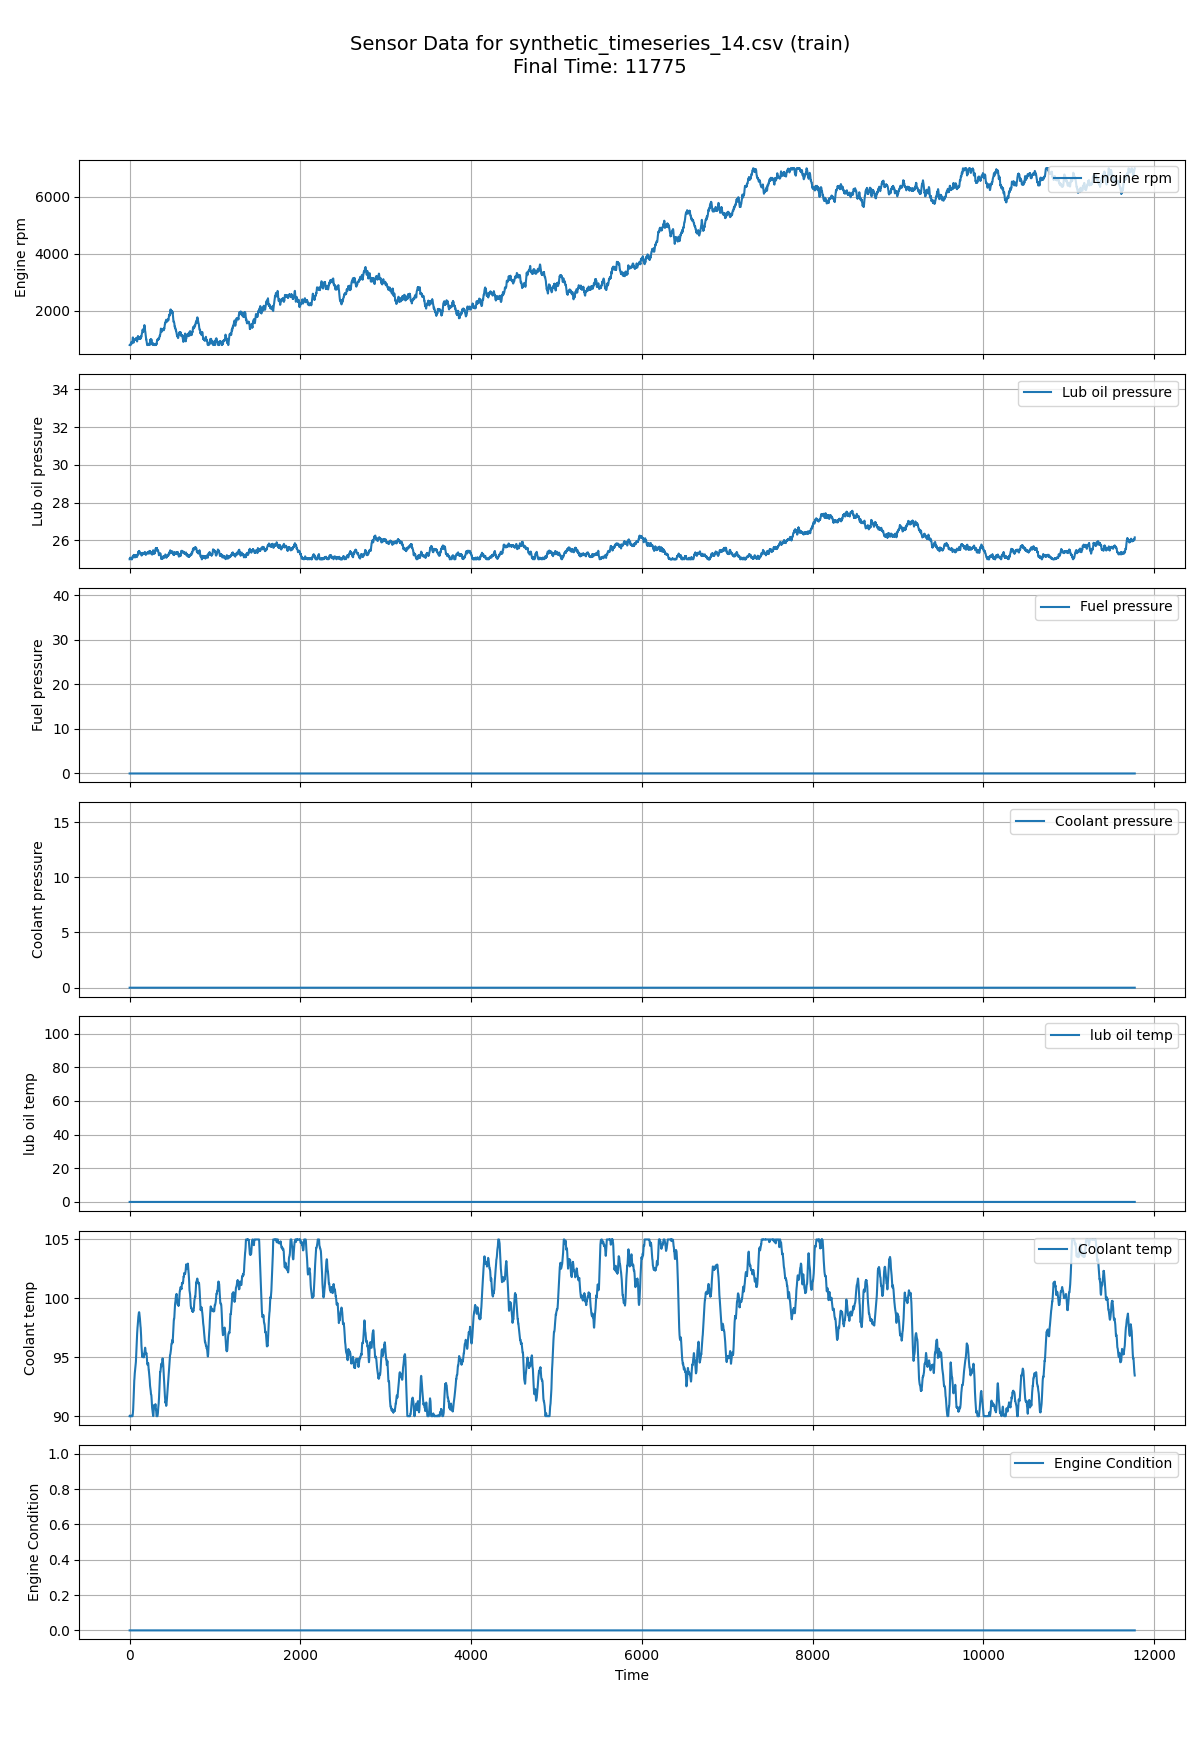 Sensor Data for synthetic_timeseries_14.csv (train)
Final Time: 11775
Engine rpm
6000
4000
2000
Engine rpm
Lub oil pressure
34
32
30
28
26
Lub oil pressure
Fuel pressure
40
30
20
10
0
Fuel pressure
Coolant pressure
15
10
5
0
Coolant pressure
lub oil temp
100
80
60
40
20
0
lub oil temp
Coolant temp
105
100
95
90
Coolant temp
Engine Condition
1.0
0.8
0.6
0.4
0.2
0.0
Engine Condition
0 2000 4000 6000 8000 10000 12000
Time